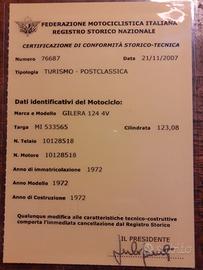 FEDERAZIONE MOTOCICLISTICA ITALIANA
REGISTRO STORICO NAZIONALE
CERTIFICAZIONE DI CONFORMITÀ STORICO-TECNICA
Numero 76687 Data 21/11/2007
Tipologia TURISMO - POSTCLASSICA
Dati identificativi del Motociclo:
Marca e Modello GILERA 124 4V
Targa MI 533565 Cilindrata 123,08
N. Telaio 10128518
N. Motore 10128518
Anno di immatricolazione 1972
Anno Modello 1972
Anno di Costruzione 1972
Qualunque modifica alle caratteristiche tecnico-costruttive
comporta l'immediata cancellazione dal Registro Storico.
IL PRESIDENTE